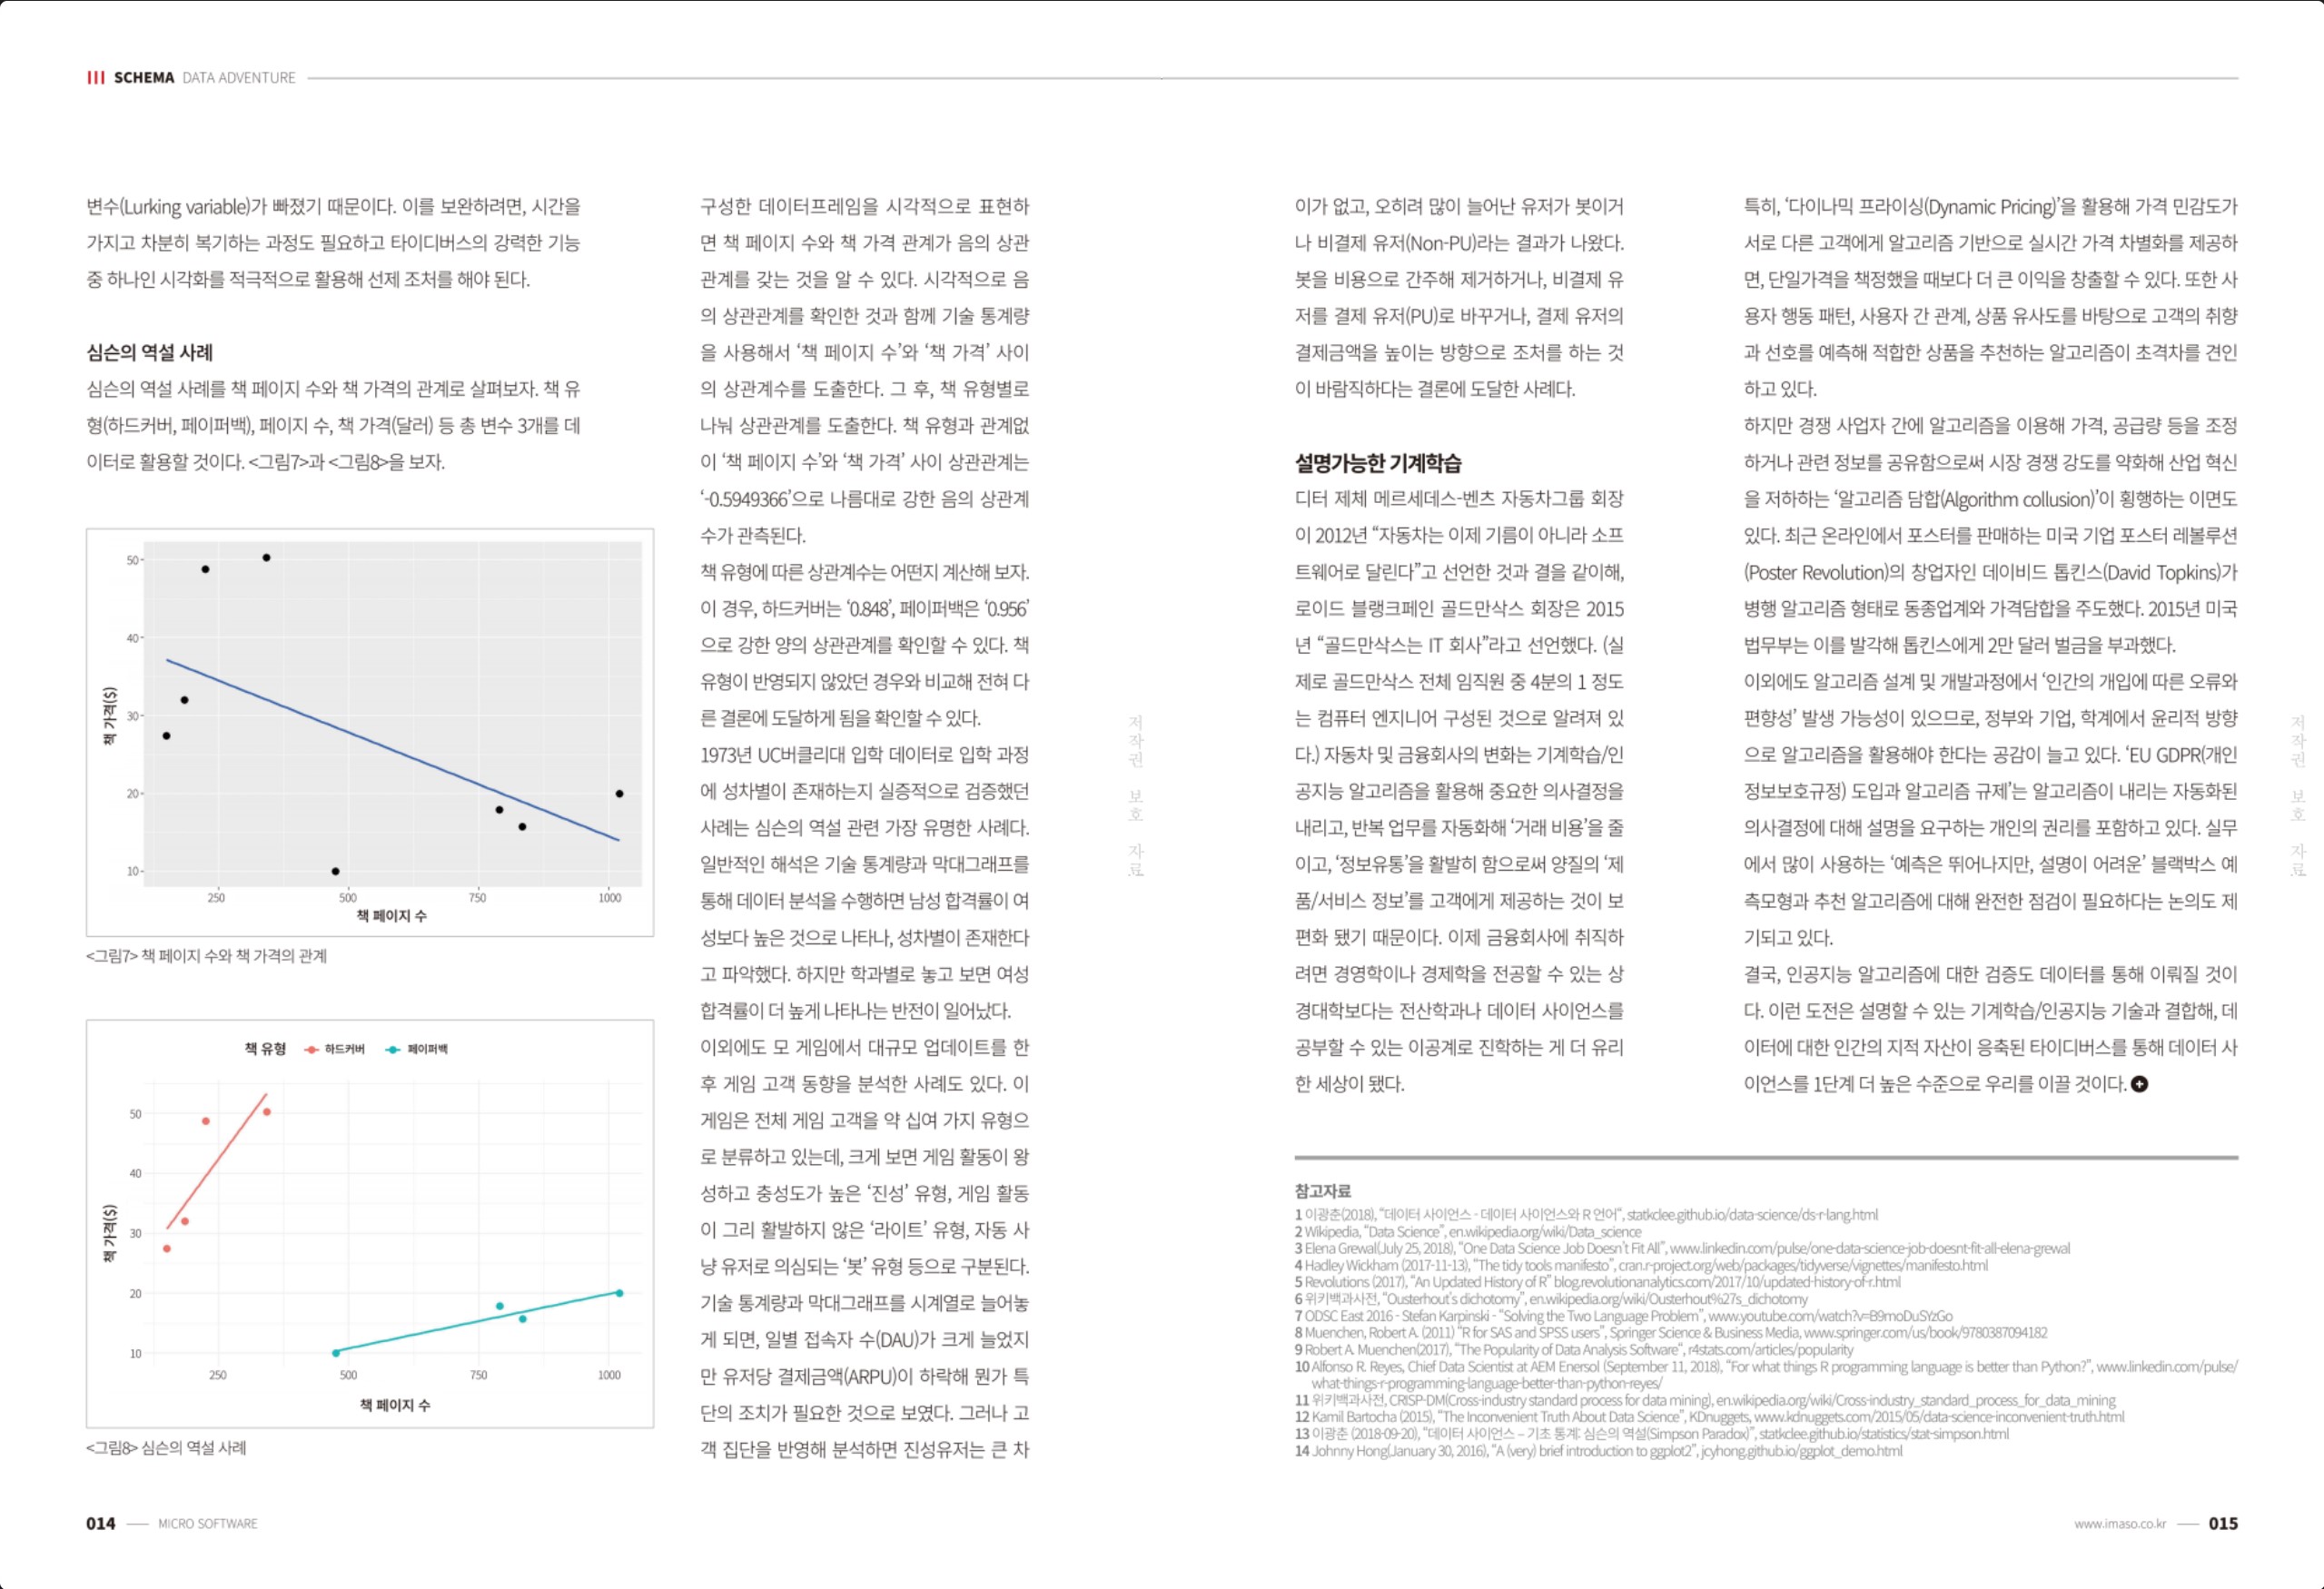 SCHEMA DATA ADVENTURE
변수(Lurking variable)가 빠졌기 때문이다. 이를 보완하려면, 시간을
가지고 차분히 복기하는 과정도 필요하고 타이디버스의 강력한 기능
중 하나인 시각화를 적극적으로 활용해 선제 조처를 해야 된다.
심슨의 역설 사례
심슨의 역설 사례를 책 페이지 수와 책 가격의 관계로 살펴보자. 책 유
형(하드커버, 페이퍼백), 페이지 수, 책 가격(달러) 등 총 변수 3개를 데
이터로 활용할 것이다. <그림7>과 <그림8>을 보자.
50
40
30
20
10
책 가격($)
250 500 750 1000
책 페이지 수
<그림7> 책 페이지 수와 책 가격의 관계
책 유형 하드커버 페이퍼백
50
40
30
20
10
책 가격($)
250 500 750 1000
책 페이지 수
<그림8> 심슨의 역설 사례
구성한 데이터프레임을 시각적으로 표현하
면 책 페이지 수와 책 가격 관계가 음의 상관
관계를 갖는 것을 알 수 있다. 시각적으로 음
의 상관관계를 확인한 것과 함께 기술 통계량
을 사용해서 ‘책 페이지 수’와 ‘책 가격’ 사이
의 상관계수를 도출한다. 그 후, 책 유형별로
나눠 상관관계를 도출한다. 책 유형과 관계없
이 ‘책 페이지 수’와 ‘책 가격’ 사이 상관관계는
‘-0.5949366’으로 나름대로 강한 음의 상관계
수가 관측된다.
책 유형에 따른 상관계수는 어떤지 계산해 보자.
이 경우, 하드커버는 ‘0.848’, 페이퍼백은 ‘0.956’
으로 강한 양의 상관관계를 확인할 수 있다. 책
유형이 반영되지 않았던 경우와 비교해 전혀 다
른 결론에 도달하게 됨을 확인할 수 있다.
1973년 UC버클리대 입학 데이터로 입학 과정
에 성차별이 존재하는지 실증적으로 검증했던
사례는 심슨의 역설 관련 가장 유명한 사례다.
일반적인 해석은 기술 통계량과 막대그래프를
통해 데이터 분석을 수행하면 남성 합격률이 여
성보다 높은 것으로 나타나, 성차별이 존재한다
고 파악했다. 하지만 학과별로 놓고 보면 여성
합격률이 더 높게 나타나는 반전이 일어났다.
이외에도 모 게임에서 대규모 업데이트를 한
후 게임 고객 동향을 분석한 사례도 있다. 이
게임은 전체 게임 고객을 약 십여 가지 유형으
로 분류하고 있는데, 크게 보면 게임 활동이 왕
성하고 충성도가 높은 ‘진성’ 유형, 게임 활동
이 그리 활발하지 않은 ‘라이트’ 유형, 자동 사
냥 유저로 의심되는 ‘봇’ 유형 등으로 구분된다.
기술 통계량과 막대그래프를 시계열로 늘어놓
게 되면, 일별 접속자 수(DAU)가 크게 늘었지
만 유저당 결제금액(ARPU)이 하락해 뭔가 특
단의 조치가 필요한 것으로 보였다. 그러나 고
객 집단을 반영해 분석하면 진성유저는 큰 차
저작권 보호 자료
014 MICRO SOFTWARE
이가 없고, 오히려 많이 늘어난 유저가 봇이거
나 비결제 유저(Non-PU)라는 결과가 나왔다.
봇을 비용으로 간주해 제거하거나, 비결제 유
저를 결제 유저(PU)로 바꾸거나, 결제 유저의
결제금액을 높이는 방향으로 조처를 하는 것
이 바람직하다는 결론에 도달한 사례다.
설명가능한 기계학습
디터 제체 메르세데스-벤츠 자동차그룹 회장
이 2012년 “자동차는 이제 기름이 아니라 소프
트웨어로 달린다”고 선언한 것과 결을 같이해,
로이드 블랭크페인 골드만삭스 회장은 2015
년 “골드만삭스는 IT 회사”라고 선언했다. (실
제로 골드만삭스 전체 임직원 중 4분의 1 정도
는 컴퓨터 엔지니어 구성된 것으로 알려져 있
다.) 자동차 및 금융회사의 변화는 기계학습/인
공지능 알고리즘을 활용해 중요한 의사결정을
내리고, 반복 업무를 자동화해 ‘거래 비용’을 줄
이고, ‘정보유통’을 활발히 함으로써 양질의 ‘제
품/서비스 정보’를 고객에게 제공하는 것이 보
편화 됐기 때문이다. 이제 금융회사에 취직하
려면 경영학이나 경제학을 전공할 수 있는 상
경대학보다는 전산학과나 데이터 사이언스를
공부할 수 있는 이공계로 진학하는 게 더 유리
한 세상이 됐다.
특히, ‘다이나믹 프라이싱(Dynamic Pricing)’을 활용해 가격 민감도가
서로 다른 고객에게 알고리즘 기반으로 실시간 가격 차별화를 제공하
면, 단일가격을 책정했을 때보다 더 큰 이익을 창출할 수 있다. 또한 사
용자 행동 패턴, 사용자 간 관계, 상품 유사도를 바탕으로 고객의 취향
과 선호를 예측해 적합한 상품을 추천하는 알고리즘이 초격차를 견인
하고 있다.
하지만 경쟁 사업자 간에 알고리즘을 이용해 가격, 공급량 등을 조정
하거나 관련 정보를 공유함으로써 시장 경쟁 강도를 약화해 산업 혁신
을 저하하는 ‘알고리즘 담합(Algorithm collusion)’이 횡행하는 이면도
있다. 최근 온라인에서 포스터를 판매하는 미국 기업 포스터 레볼루션
(Poster Revolution)의 창업자인 데이비드 톱킨스(David Topkins)가
병행 알고리즘 형태로 동종업계와 가격담합을 주도했다. 2015년 미국
법무부는 이를 발각해 톱킨스에게 2만 달러 벌금을 부과했다.
이외에도 알고리즘 설계 및 개발과정에서 ‘인간의 개입에 따른 오류와
편향성’ 발생 가능성이 있으므로, 정부와 기업, 학계에서 윤리적 방향
으로 알고리즘을 활용해야 한다는 공감이 늘고 있다. ‘EU GDPR(개인
정보보호규정) 도입과 알고리즘 규제’는 알고리즘이 내리는 자동화된
의사결정에 대해 설명을 요구하는 개인의 권리를 포함하고 있다. 실무
에서 많이 사용하는 ‘예측은 뛰어나지만, 설명이 어려운’ 블랙박스 예
측모형과 추천 알고리즘에 대해 완전한 점검이 필요하다는 논의도 제
기되고 있다.
결국, 인공지능 알고리즘에 대한 검증도 데이터를 통해 이뤄질 것이
다. 이런 도전은 설명할 수 있는 기계학습/인공지능 기술과 결합해, 데
이터에 대한 인간의 지적 자산이 응축된 타이디버스를 통해 데이터 사
이언스를 1단계 더 높은 수준으로 우리를 이끌 것이다.
참고자료
1 이광춘(2018), “데이터 사이언스 - 데이터 사이언스와 R 언어“, statkclee.github.io/data-science/ds-r-lang.html
2 Wikipedia, “Data Science”, en.wikipedia.org/wiki/Data_science
3 Elena Grewal(July 25, 2018), “One Data Science Job Doesn’t Fit All”, www.linkedin.com/pulse/one-data-science-job-doesnt-fit-all-elena-grewal
4 Hadley Wickham (2017-11-13), “The tidy tools manifesto”, cran.r-project.org/web/packages/tidyverse/vignettes/manifesto.html
5 Revolutions (2017), “An Updated History of R” blog.revolutionanalytics.com/2017/10/updated-history-of-r.html
6 위키백과사전, “Ousterhout’s dichotomy”, en.wikipedia.org/wiki/Ousterhout%27s_dichotomy
7 ODSC East 2016 - Stefan Karpinski - “Solving the Two Language Problem”, www.youtube.com/watch?v=B9moDuSYzGo
8 Muenchen, Robert A. (2011) “R for SAS and SPSS users”, Springer Science & Business Media, www.springer.com/us/book/9780387094182
9 Robert A. Muenchen(2017), “The Popularity of Data Analysis Software”, r4stats.com/articles/popularity
10 Alfonso R. Reyes, Chief Data Scientist at AEM Enersol (September 11, 2018), “For what things R programming language is better than Python?”, www.linkedin.com/pulse/
what-things-r-programming-language-better-than-python-reyes/
11 위키백과사전, CRISP-DM(Cross-industry standard process for data mining), en.wikipedia.org/wiki/Cross-industry_standard_process_for_data_mining
12 Kamil Bartocha (2015), “The Inconvenient Truth About Data Science”, KDnuggets, www.kdnuggets.com/2015/05/data-science-inconvenient-truth.html
13 이광춘 (2018-09-20), “데이터 사이언스 – 기초 통계: 심슨의 역설(Simpson Paradox)”, statkclee.github.io/statistics/stat-simpson.html
14 Johnny Hong(January 30, 2016), “A (very) brief introduction to ggplot2”, jcyhong.github.io/ggplot_demo.html
저작권 보호 자료
www.imaso.co.kr 015